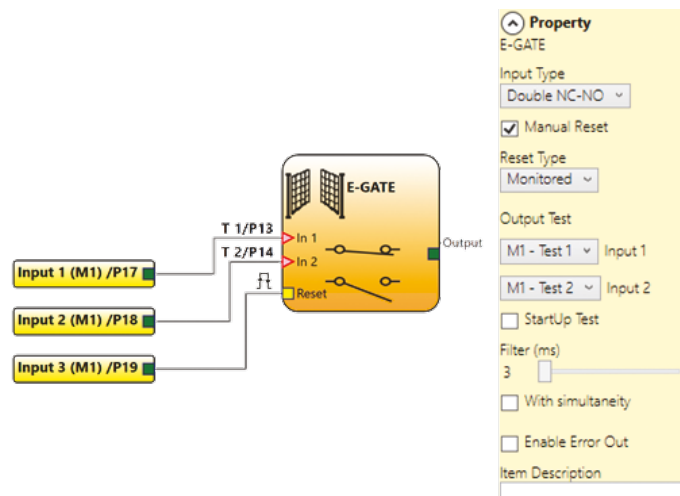 E-GATE
T 1/P13
In 1
Output
T 2/P14
In 2
Input 1 (M1) /P17
Reset
Input 2 (M1) /P18
Input 3 (M1) /P19
Property
E-GATE
Input Type
Double NC-NO
Manual Reset
Reset Type
Monitored
Output Test
M1 - Test 1 Input 1
M1 - Test 2 Input 2
StartUp Test
Filter (ms)
3
With simultaneity
Enable Error Out
Item Description